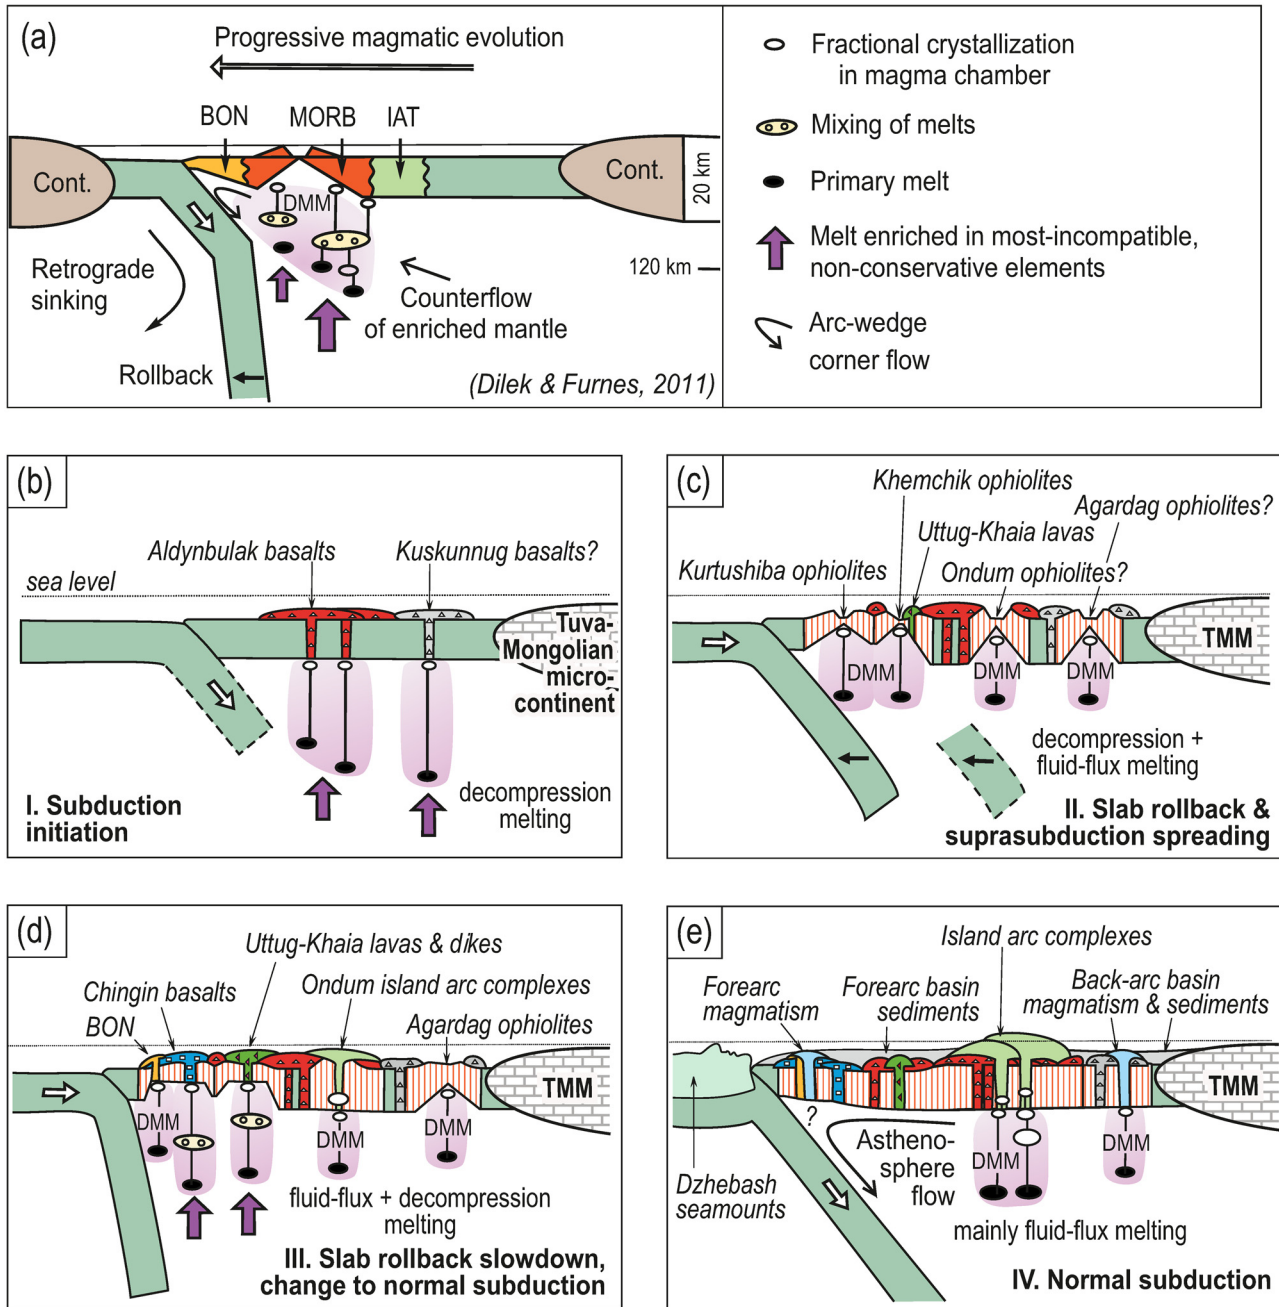 (a)
Progressive magmatic evolution
BON
MORB
IAT
Cont.
Cont.
DMM
20 km
120 km
Retrograde
sinking
Counterflow
of enriched mantle
Rollback
(Dilek & Furnes, 2011)
Fractional crystallization
in magma chamber
Mixing of melts
Primary melt
Melt enriched in most-incompatible,
non-conservative elements
Arc-wedge
corner flow
(b)
Aldynbulak basalts
Kuskunnug basalts?
sea level
Tuva-
Mongolian
micro-
continent
decompression
melting
I. Subduction
initiation
(c)
Khemchik ophiolites
Agardag ophiolites?
Uttug-Khaia lavas
Kurtushiba ophiolites
Ondum ophiolites?
TMM
DMM
DMM
DMM
decompression +
fluid-flux melting
II. Slab rollback &
suprasubduction spreading
(d)
Uttug-Khaia lavas & dikes
Chingin basalts
Ondum island arc complexes
BON
Agardag ophiolites
TMM
DMM
DMM
DMM
fluid-flux + decompression
melting
III. Slab rollback slowdown,
change to normal subduction
(e)
Island arc complexes
Forearc
magmatism
Forearc basin
sediments
Back-arc basin
magmatism & sediments
TMM
?
Astheno-
sphere
flow
DMM
DMM
Dzhebash
seamounts
mainly fluid-flux melting
IV. Normal subduction